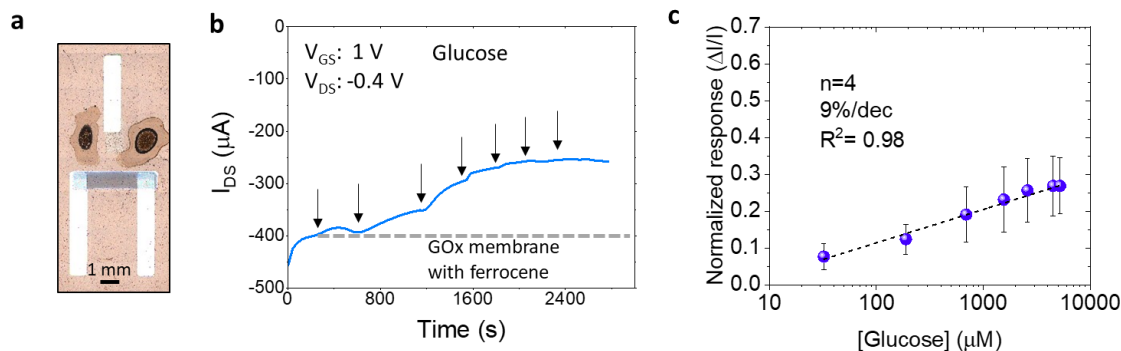 a
1 mm
b
V_GS: 1 V
V_DS: -0.4 V
Glucose
GOx membrane
with ferrocene
0
-100
-200
-300
-400
-500
I_DS (μA)
0 800 1600 2400
Time (s)
c
n=4
9%/dec
R²= 0.98
0.7
0.6
0.5
0.4
0.3
0.2
0.1
0.0
Normalized response (ΔI/I)
10 100 1000 10000
[Glucose] (μM)